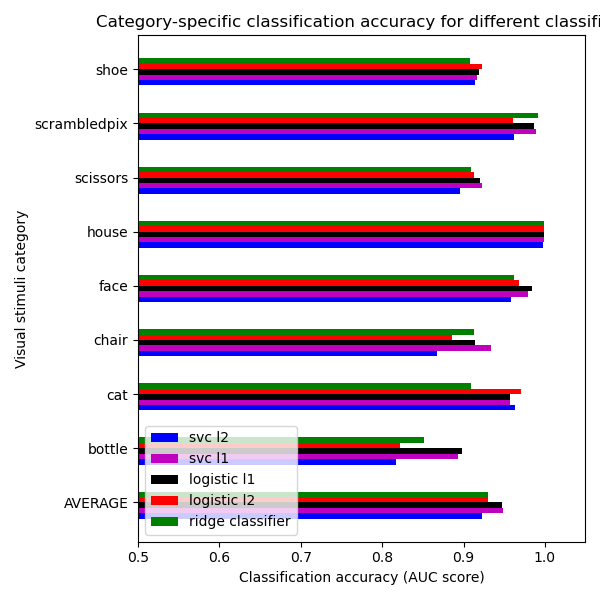 Category-specific classification accuracy for different classifi
shoe
scrambledpix
scissors
house
face
chair
cat
bottle
AVERAGE
Visual stimuli category
svc l2
svc l1
logistic l1
logistic l2
ridge classifier
0.5 0.6 0.7 0.8 0.9 1.0
Classification accuracy (AUC score)